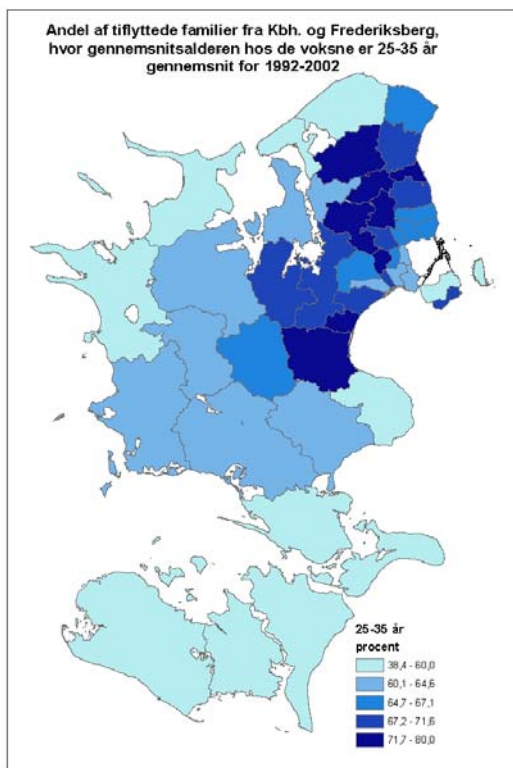 Andel af tilflyttede familier fra Kbh. og Frederiksberg,
hvor gennemsnitsalderen hos de voksne er 25-35 år
gennemsnit for 1992-2002
25-35 år
procent
38,4 - 60,0
60,1 - 64,6
64,7 - 67,1
67,2 - 71,6
71,7 - 80,0